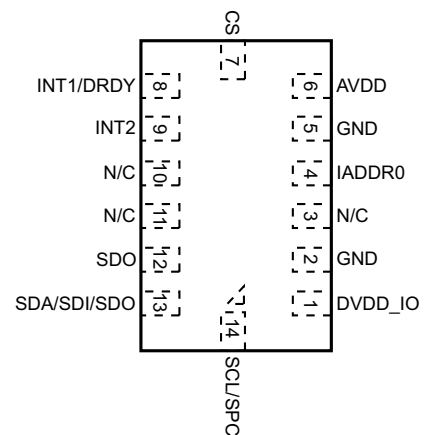 CS
7
INT1/DRDY 8 6 AVDD
INT2 9 5 GND
N/C 10 4 IADDR0
N/C 11 3 N/C
SDO 12 2 GND
SDA/SDI/SDO 13 1 DVDD_IO
14
SCL/SPC